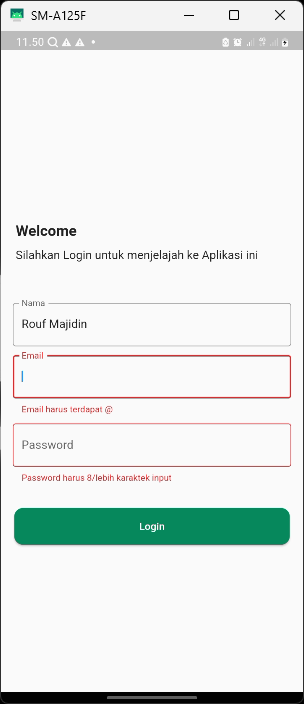 SM-A125F
11.50
Welcome
Silahkan Login untuk menjelajah ke Aplikasi ini
Nama
Rouf Majidin
Email
Email harus terdapat @
Password
Password harus 8/lebih karaktek input
Login